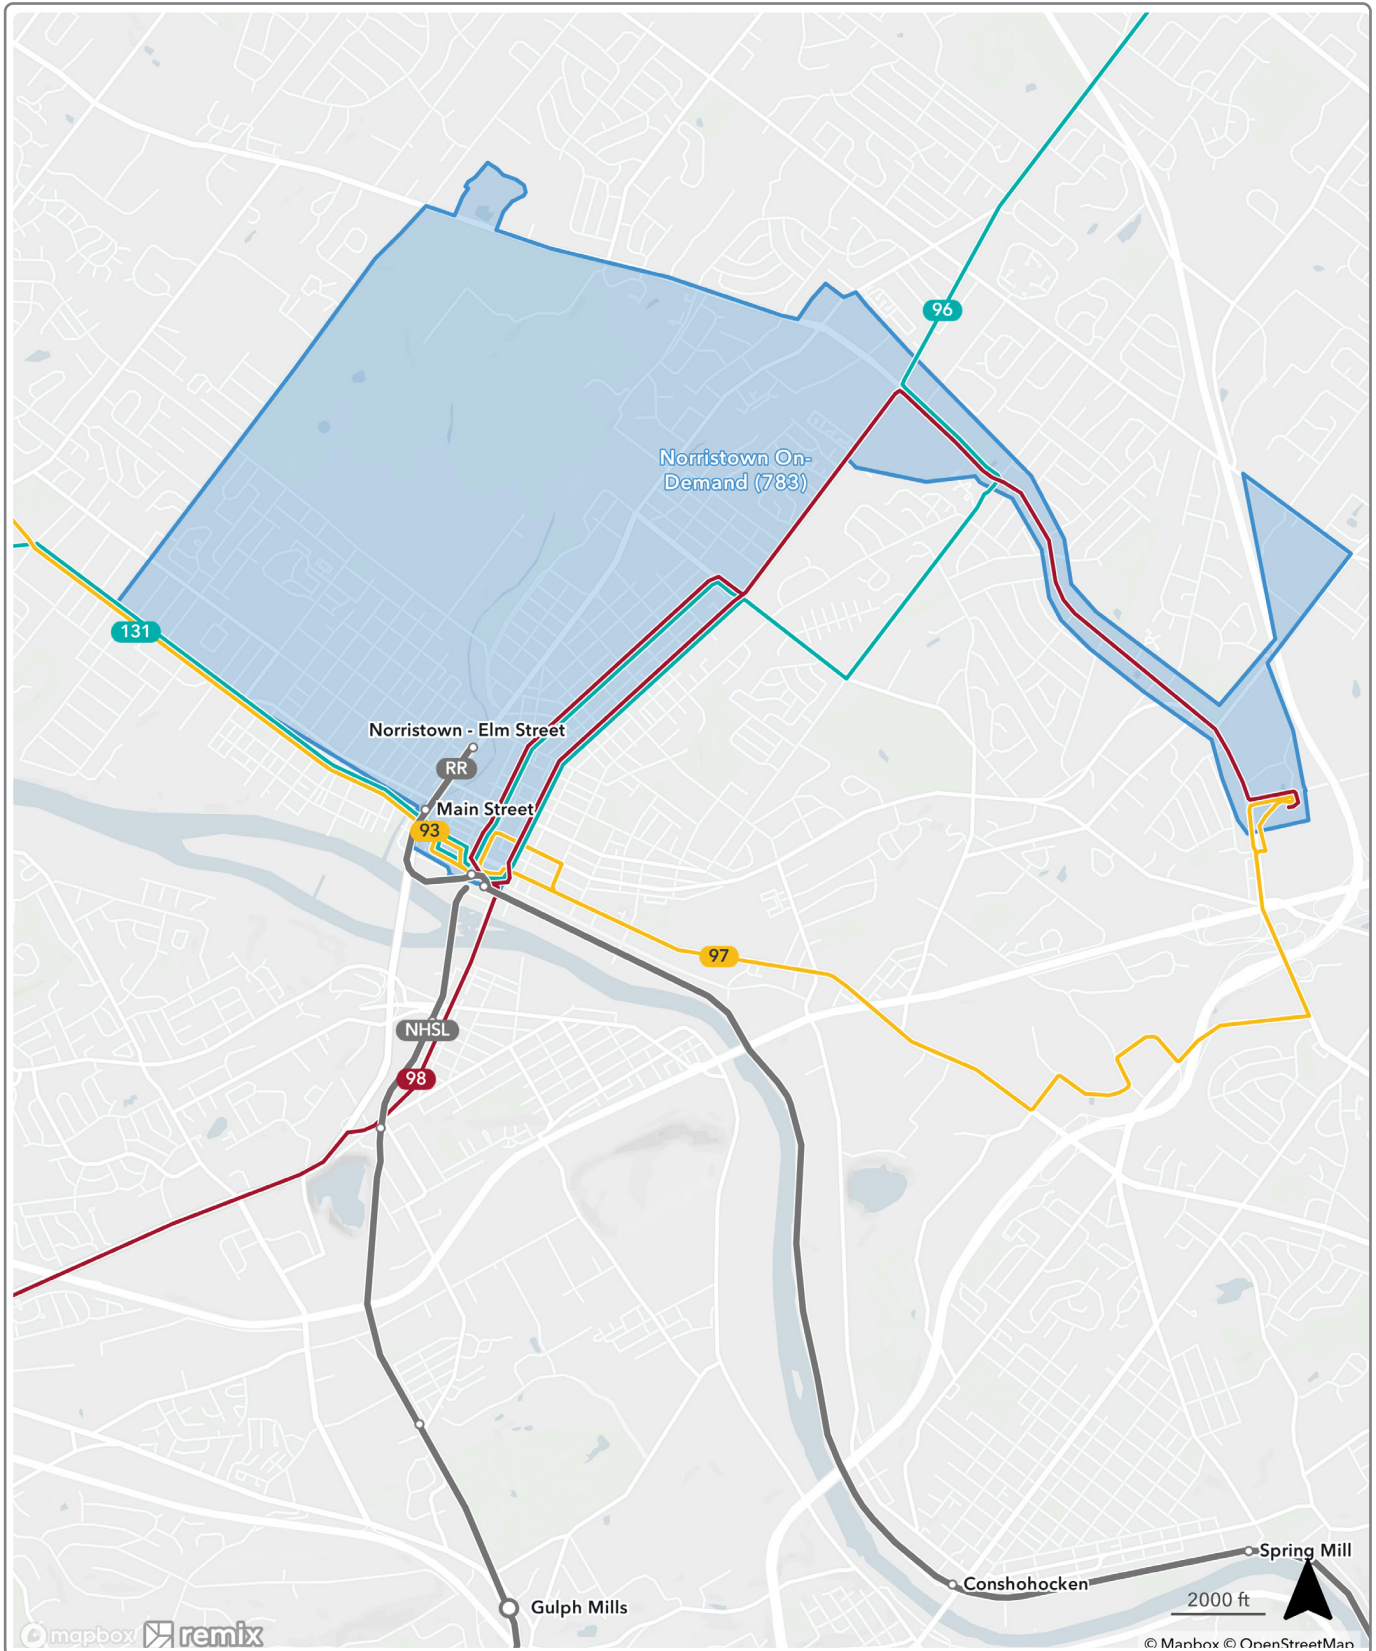 96
Norristown On-
Demand (783)
131
Norristown - Elm Street
RR
Main Street
93
97
NHSL
98
Spring Mill
Conshohocken
2000 ft
Gulph Mills
mapbox remix
© Mapbox © OpenStreetMap